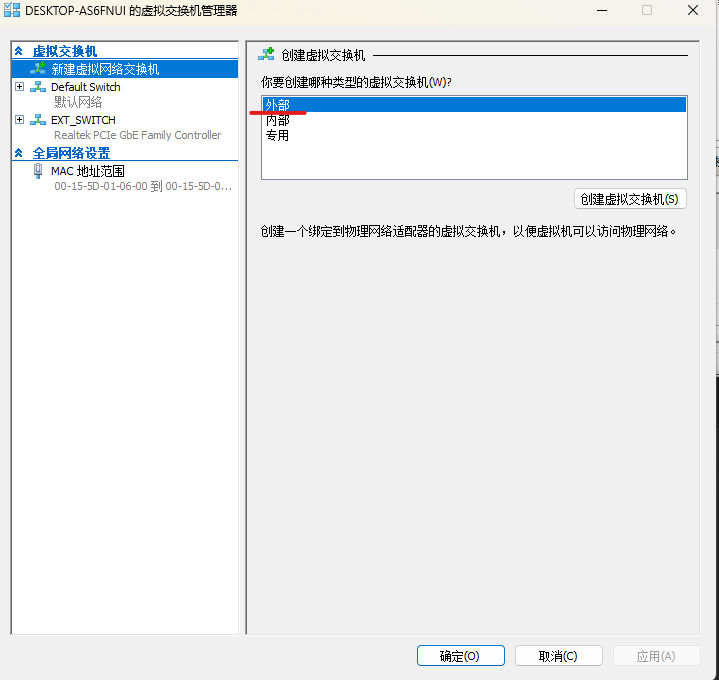 DESKTOP-AS6FNUI 的虚拟交换机管理器
虚拟交换机
新建虚拟网络交换机
Default Switch
默认网络
EXT_SWITCH
Realtek PCIe GbE Family Controller
全局网络设置
MAC 地址范围
00-15-5D-01-06-00 到 00-15-5D-0...
创建虚拟交换机
你要创建哪种类型的虚拟交换机(W)?
外部
内部
专用
创建虚拟交换机(S)
创建一个绑定到物理网络适配器的虚拟交换机，以便虚拟机可以访问物理网络。
确定(O)
取消(C)
应用(A)